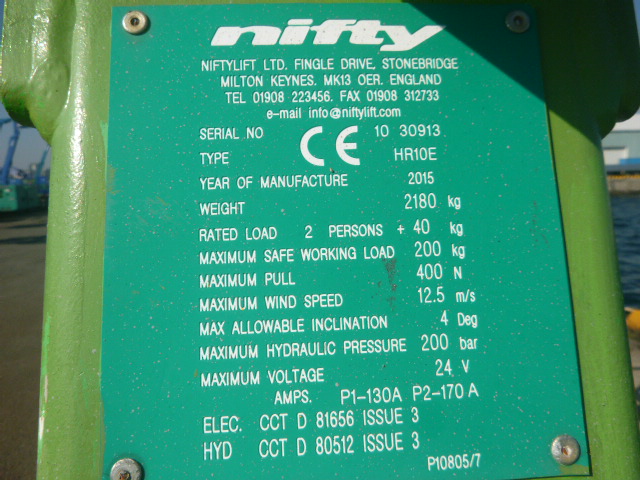 nifty
NIFTYLIFT LTD. FINGLE DRIVE, STONEBRIDGE
MILTON KEYNES. MK13 OER. ENGLAND
TEL 01908 223456. FAX 01908 312733
e-mail info@niftylift.com
SERIAL NO CE 10 30913
TYPE HR10E
YEAR OF MANUFACTURE 2015
WEIGHT 2180 kg
RATED LOAD 2 PERSONS + 40 kg
MAXIMUM SAFE WORKING LOAD 200 kg
MAXIMUM PULL 400 N
MAXIMUM WIND SPEED 12.5 m/s
MAX ALLOWABLE INCLINATION 4 Deg
MAXIMUM HYDRAULIC PRESSURE 200 bar
MAXIMUM VOLTAGE 24 V
AMPS. P1-130A P2-170 A
ELEC. CCT D 81656 ISSUE 3
HYD CCT D 80512 ISSUE 3
P10805/7